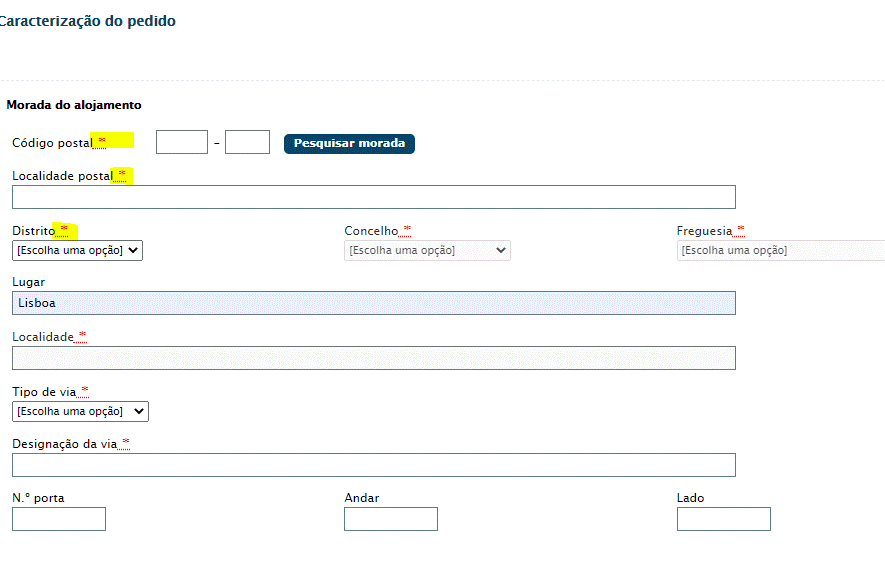 Caracterização do pedido
Morada do alojamento
Código postal * - Pesquisar morada
Localidade postal *
Distrito * Concelho * Freguesia *
[Escolha uma opção] [Escolha uma opção] [Escolha uma opção]
Lugar
Lisboa
Localidade *
Tipo de via *
[Escolha uma opção]
Designação da via *
N.º porta Andar Lado